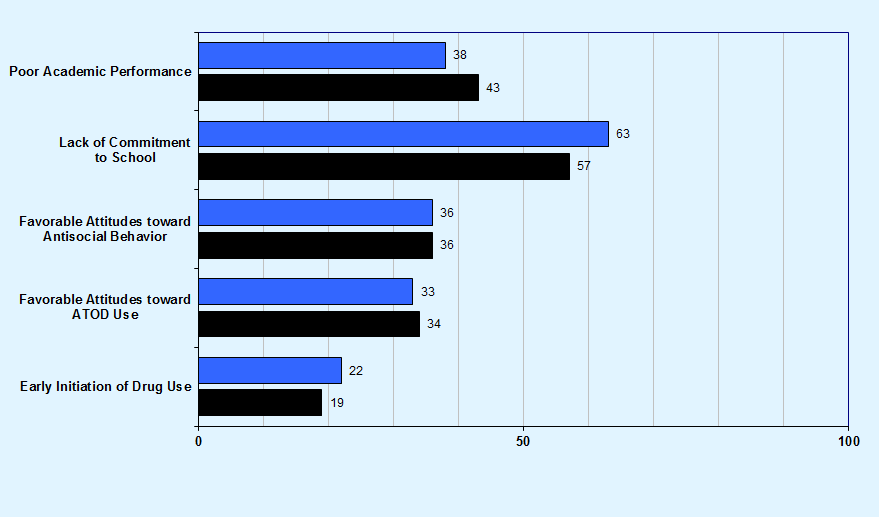 Poor Academic Performance
38
43
Lack of Commitment
to School
63
57
Favorable Attitudes toward
Antisocial Behavior
36
36
Favorable Attitudes toward
ATOD Use
33
34
Early Initiation of Drug Use
22
19
0 50 100